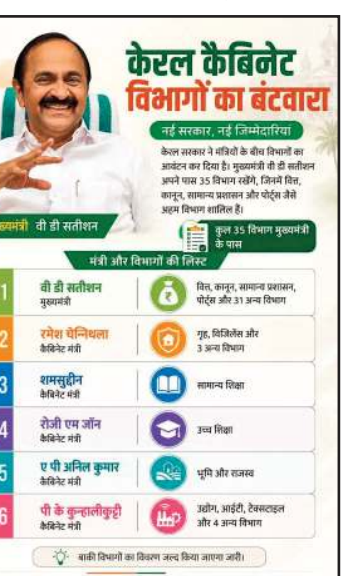 केरल कैबिनेट
विभागों का बंटवारा
नई सरकार, नई जिम्मेदारियां
केरल सरकार ने मंत्रियों के बीच विभागों का
आवंटन कर दिया है। मुख्यमंत्री वी डी सतीशन
अपने पास 35 विभाग रखेंगे, जिनमें वित्त,
कानून, सामान्य प्रशासन और पोर्ट्स जैसे
अहम विभाग शामिल हैं।
ख्यमंत्री वी डी सतीशन
कुल 35 विभाग मुख्यमंत्री
के पास
मंत्री और विभागों की लिस्ट
1 वी डी सतीशन
मुख्यमंत्री
वित्त, कानून, सामान्य प्रशासन,
पोर्ट्स और 31 अन्य विभाग
2 रमेश चेन्निथला
कैबिनेट मंत्री
गृह, विजिलेंस और
3 अन्य विभाग
3 शमसुद्दीन
कैबिनेट मंत्री
सामान्य शिक्षा
4 रोजी एम जॉन
कैबिनेट मंत्री
उच्च शिक्षा
5 ए पी अनिल कुमार
कैबिनेट मंत्री
भूमि और राजस्व
6 पी के कुन्हालीकुट्टी
कैबिनेट मंत्री
उद्योग, आईटी, टेक्सटाइल
और 4 अन्य विभाग
बाकी विभागों का विवरण जल्द किया जाएगा जारी।